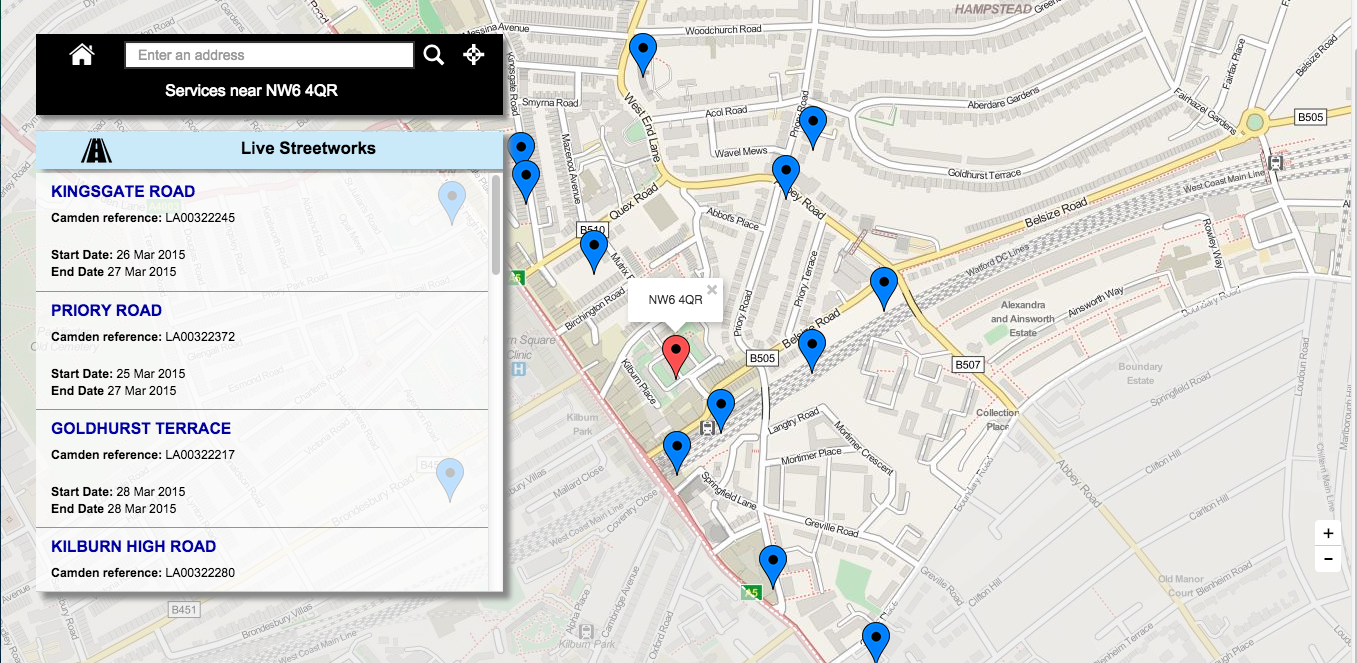 Enter an address
Services near NW6 4QR
Live Streetworks
KINGSGATE ROAD
Camden reference: LA00322245
Start Date: 26 Mar 2015
End Date 27 Mar 2015
PRIORY ROAD
Camden reference: LA00322372
Start Date: 25 Mar 2015
End Date 27 Mar 2015
GOLDHURST TERRACE
Camden reference: LA00322217
Start Date: 28 Mar 2015
End Date 28 Mar 2015
KILBURN HIGH ROAD
Camden reference: LA00322280
HAMPSTEAD
Messina Avenue
Woodchurch Road
Kingsgate Road
Smyrna Road
Mazenod Avenue
West End Lane
Acol Road
Priory Road
Aberdare Gardens
Fairhazel Gardens
Fairfax Place
Belsize Road
B505
Wavel Mews
Goldhurst Terrace
West Coast Main Line
Quex Road
Abbots Place
Abbey Road
Belsize Road
B510
Birchington Road
Priory Road
Priory Terrace
Watford DC Lines
Rowley Way
NW6 4QR
×
Alexandra
and Ainsworth
Estate
Ainsworth Way
Belsize Road
B505
B507
Kilburn Place
Square
Clinic
H
Boundary
Estate
Springfield Road
Loudoun Road
Kilburn
Park
Langtry Road
Mortimer Place
Mortimer Crescent
Collection
Place
Abbey Road
Clifton Hill
Boundary Road
Mallard Close
Coventry Close
West Coast Main Line
Springfield Lane
Greville Road
Carlton Hill
Greville Road
Clifton Hill
Old Manor
Court
Blenheim Terrace
Brondesbury Villas
Brondesbury Road
A5
B451
West Coast Main Line
Alpha Place
Cambridge Avenue
Kilburn Park
+
−